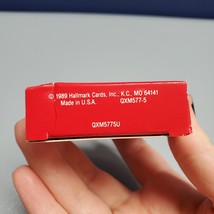 © 1989 Hallmark Cards, Inc., K.C., MO 64141
Made in U.S.A. QXM577-5
QXM5775U